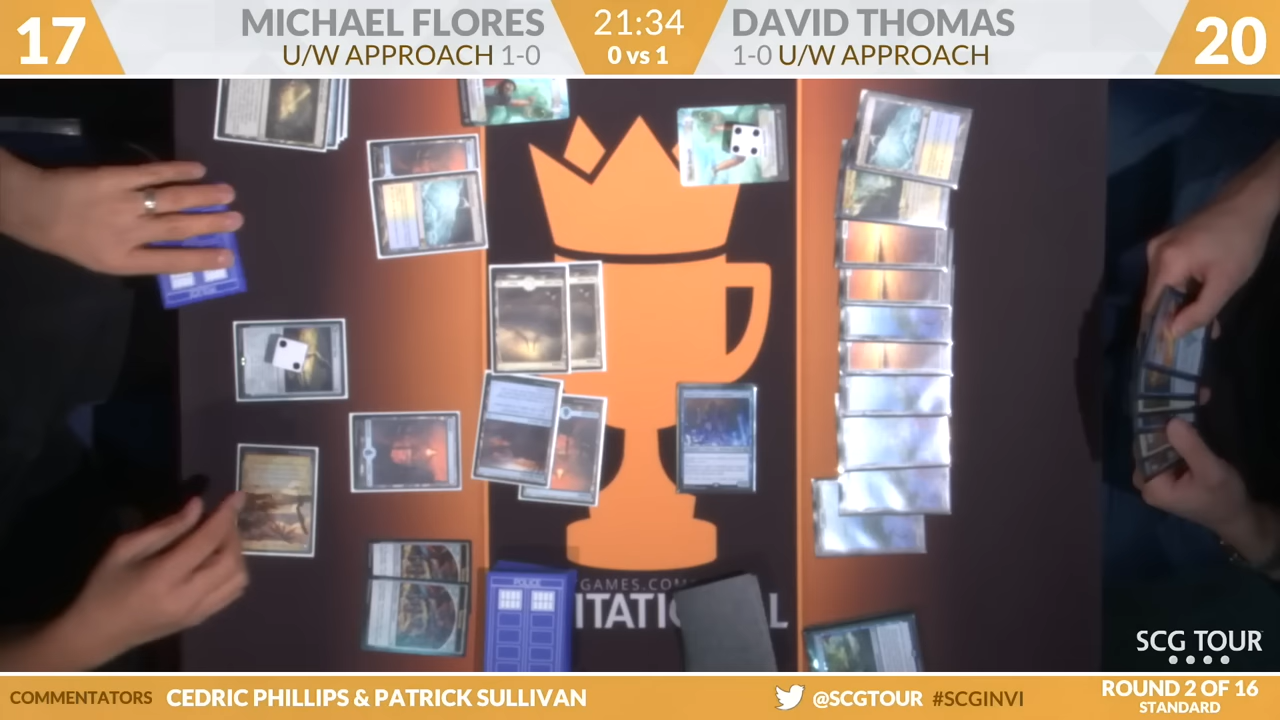 17
MICHAEL FLORES
U/W APPROACH 1-0
21:34
0 vs 1
DAVID THOMAS
1-0 U/W APPROACH
20
POLICE
GAMES.COM
SCG TOUR
COMMENTATORS CEDRIC PHILLIPS & PATRICK SULLIVAN
@SCGTOUR #SCGINVI
ROUND 2 OF 16
STANDARD